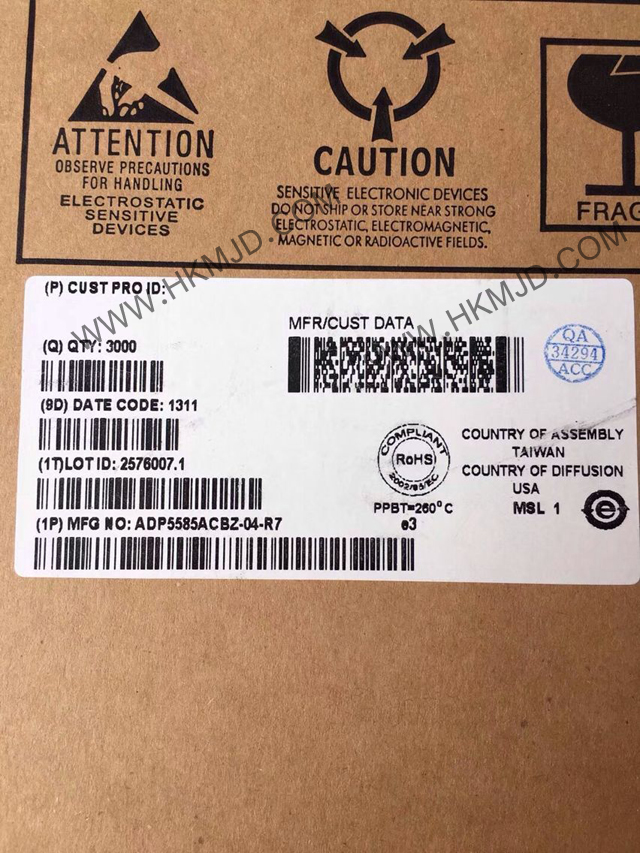 ATTENTION
OBSERVE PRECAUTIONS
FOR HANDLING
ELECTROSTATIC
SENSITIVE
DEVICES
CAUTION
SENSITIVE ELECTRONIC DEVICES
DO NOT SHIP OR STORE NEAR STRONG
ELECTROSTATIC, ELECTROMAGNETIC,
MAGNETIC OR RADIOACTIVE FIELDS.
FRAG
WWW.HKMJD.COM
WWW.HKMJD.COM
(P) CUST PRO ID:
(Q) QTY: 3000
MFR/CUST DATA
QA
34294
ACC
(9D) DATE CODE: 1311
(1T)LOT ID: 2576007.1
COMPLIANT
RoHS
2002/95/EC
COUNTRY OF ASSEMBLY
TAIWAN
COUNTRY OF DIFFUSION
USA
PPBT=260°C
MSL 1
e
e3
(1P) MFG NO: ADP5585ACBZ-04-R7